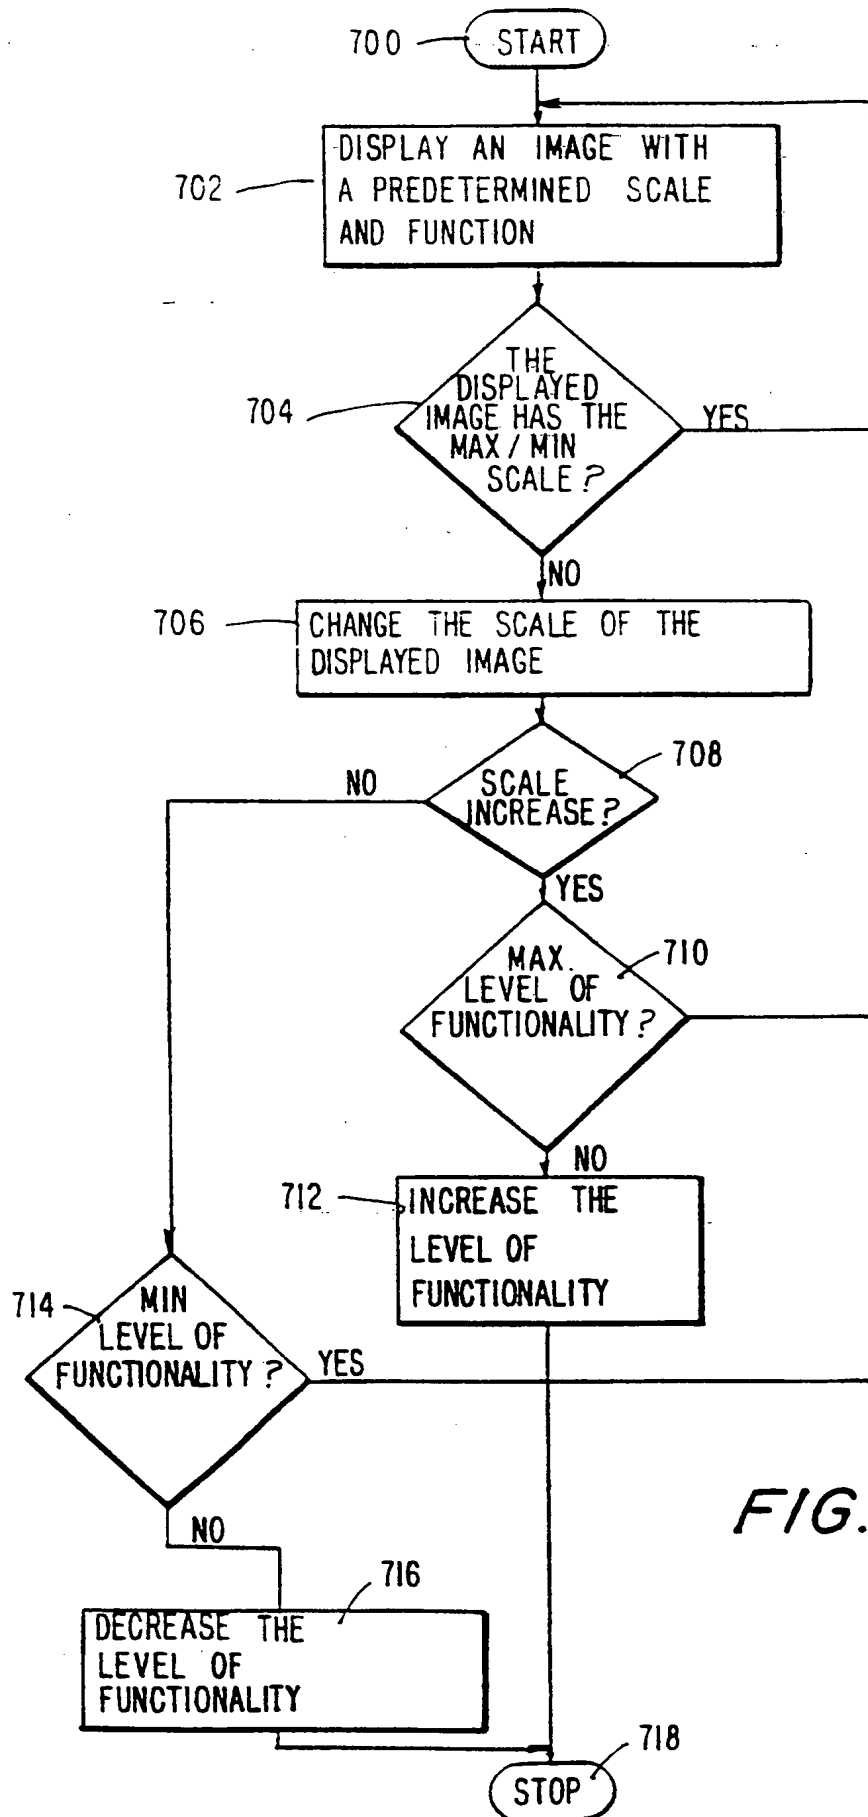 700
START
DISPLAY AN IMAGE WITH
A PREDETERMINED SCALE
AND FUNCTION
702
THE
DISPLAYED
IMAGE HAS THE
MAX / MIN
SCALE?
704
YES
NO
706
CHANGE THE SCALE OF THE
DISPLAYED IMAGE
708
NO
SCALE
INCREASE?
YES
710
MAX.
LEVEL OF
FUNCTIONALITY?
NO
712
INCREASE THE
LEVEL OF
FUNCTIONALITY
714
MIN
LEVEL OF
FUNCTIONALITY?
YES
FIG.
NO
716
DECREASE THE
LEVEL OF
FUNCTIONALITY
718
STOP